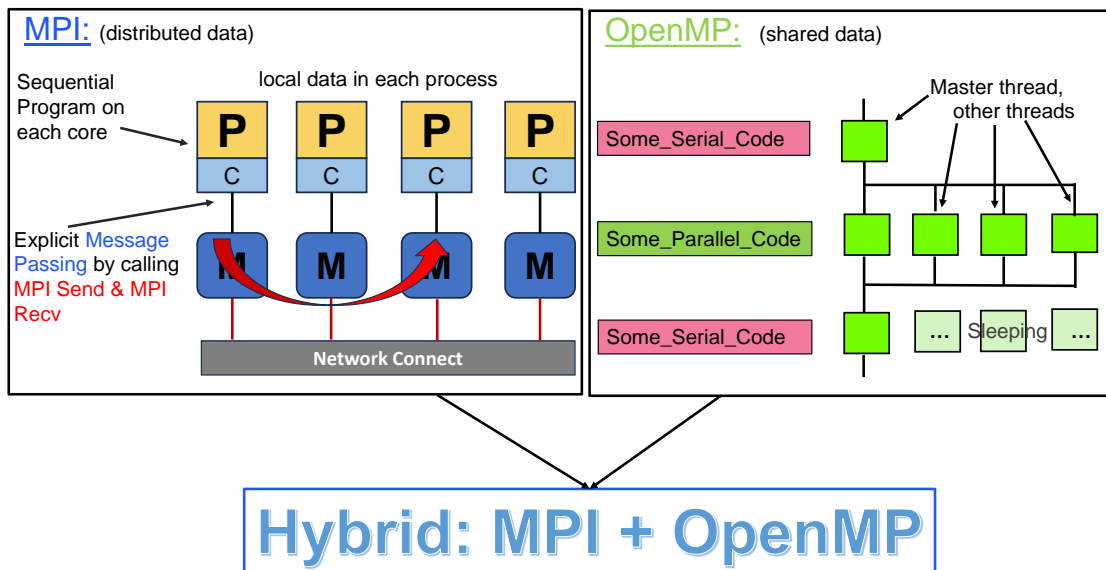 MPI: (distributed data)
Sequential
Program on
each core
local data in each process
P P P P
C C C C
Explicit Message
Passing by calling
MPI Send & MPI
Recv
M M M M
Network Connect
OpenMP: (shared data)
Master thread,
other threads
Some_Serial_Code
Some_Parallel_Code
Some_Serial_Code
... Sleeping ...
Hybrid: MPI + OpenMP